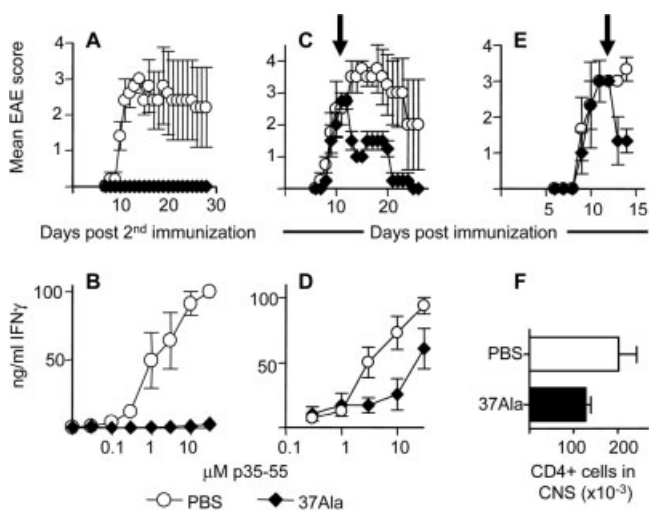 A
C
E
Mean EAE score
4
3
2
1
0
10
20
30
Days post 2nd immunization
4
3
2
1
0
10
20
4
3
2
1
0
5
10
15
Days post immunization
B
D
F
ng/ml IFNγ
100
50
0.1
1
10
100
50
0.1
1
10
μM p35-55
PBS
37Ala
PBS
37Ala
100
200
CD4+ cells in
CNS (x10-3)